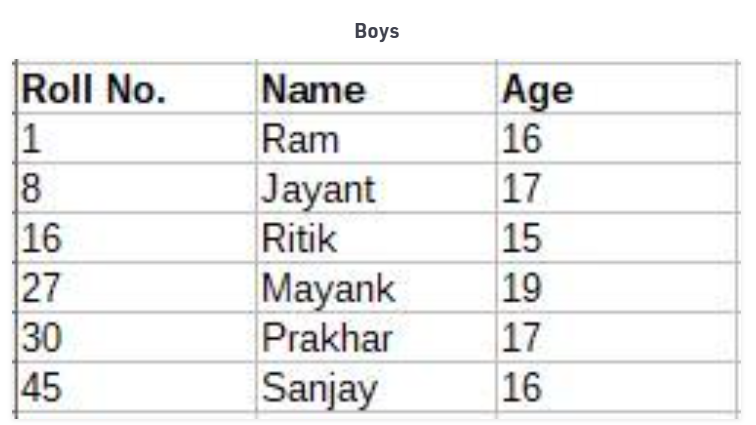 Boys
Roll No. Name Age
1 Ram 16
8 Jayant 17
16 Ritik 15
27 Mayank 19
30 Prakhar 17
45 Sanjay 16